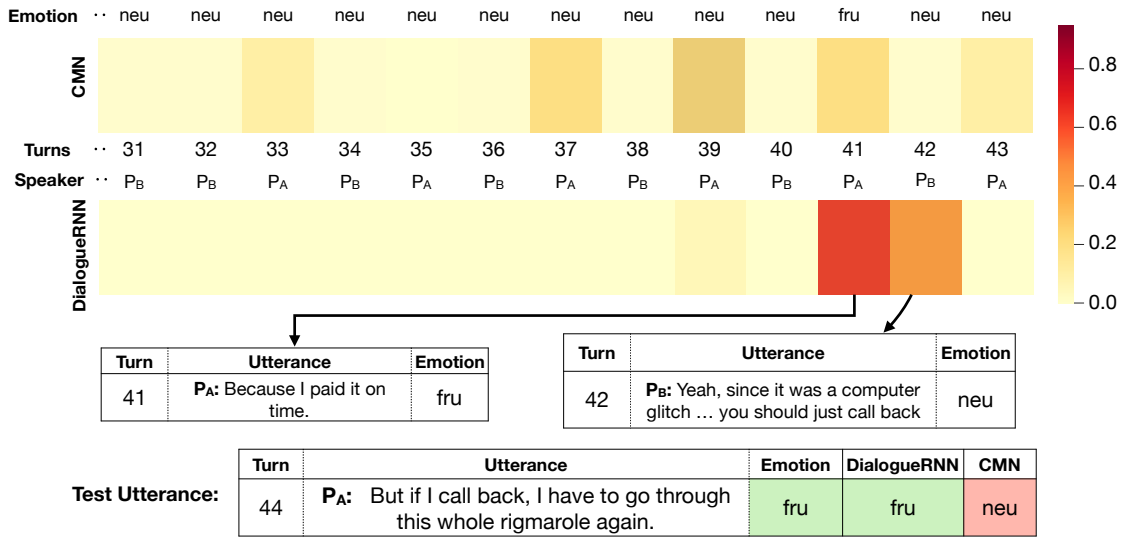 Emotion ·· neu neu neu neu neu neu neu neu neu neu fru neu neu
CMN
Turns ·· 31 32 33 34 35 36 37 38 39 40 41 42 43
Speaker ·· PB PB PA PB PA PB PA PB PA PB PA PB PA
DialogueRNN
0.8
0.6
0.4
0.2
0.0
Turn Utterance Emotion
41 PA: Because I paid it on
time.
fru
Turn Utterance Emotion
42 PB: Yeah, since it was a computer
glitch … you should just call back
neu
Test Utterance:
Turn Utterance Emotion DialogueRNN CMN
44 PA: But if I call back, I have to go through
this whole rigmarole again.
fru fru neu